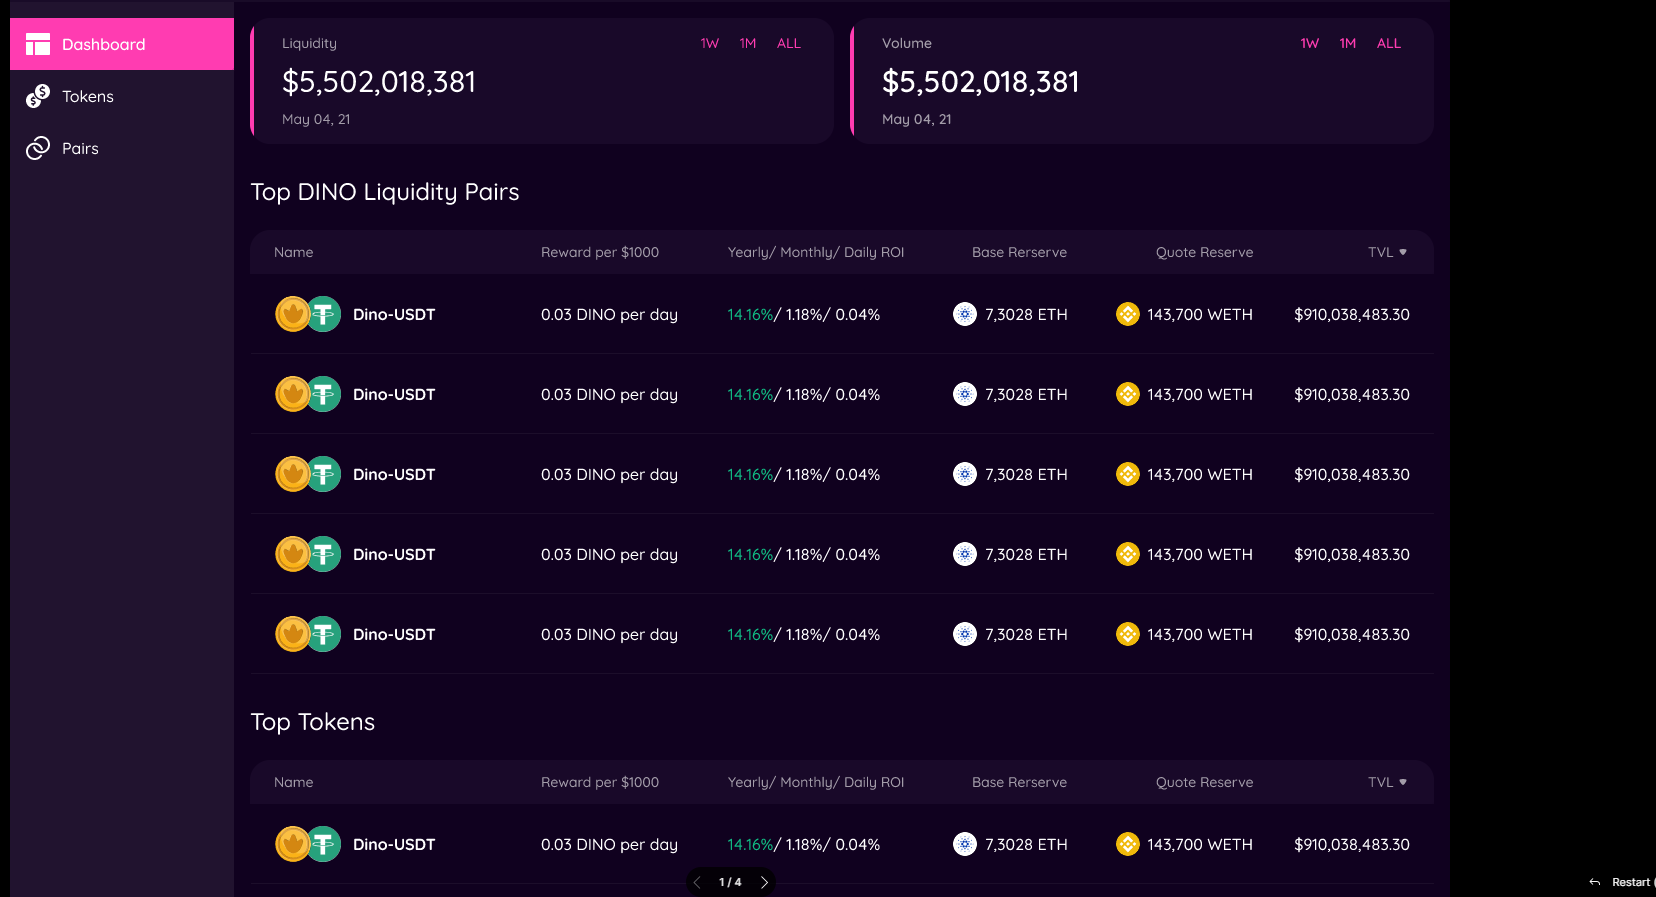 Dashboard
Tokens
Pairs
Liquidity 1W 1M ALL
$5,502,018,381
May 04, 21
Volume 1W 1M ALL
$5,502,018,381
May 04, 21
Top DINO Liquidity Pairs
Name Reward per $1000 Yearly/ Monthly/ Daily ROI Base Rerserve Quote Reserve TVL
Dino-USDT 0.03 DINO per day 14.16%/ 1.18%/ 0.04% 7,3028 ETH 143,700 WETH $910,038,483.30
Dino-USDT 0.03 DINO per day 14.16%/ 1.18%/ 0.04% 7,3028 ETH 143,700 WETH $910,038,483.30
Dino-USDT 0.03 DINO per day 14.16%/ 1.18%/ 0.04% 7,3028 ETH 143,700 WETH $910,038,483.30
Dino-USDT 0.03 DINO per day 14.16%/ 1.18%/ 0.04% 7,3028 ETH 143,700 WETH $910,038,483.30
Dino-USDT 0.03 DINO per day 14.16%/ 1.18%/ 0.04% 7,3028 ETH 143,700 WETH $910,038,483.30
Top Tokens
Name Reward per $1000 Yearly/ Monthly/ Daily ROI Base Rerserve Quote Reserve TVL
Dino-USDT 0.03 DINO per day 14.16%/ 1.18%/ 0.04% 7,3028 ETH 143,700 WETH $910,038,483.30
1 / 4
Restart